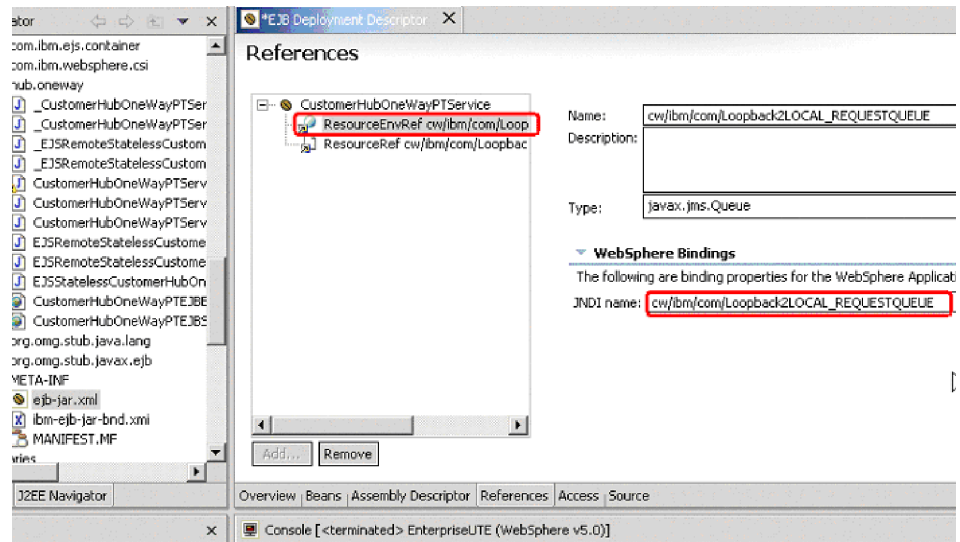 ator
*EJB Deployment Descriptor
com.ibm.ejs.container
com.ibm.websphere.csi
hub.oneway
_CustomerHubOneWayPTSer
_CustomerHubOneWayPTSer
_EJSRemoteStatelessCustom
_EJSRemoteStatelessCustom
CustomerHubOneWayPTServ
CustomerHubOneWayPTServ
CustomerHubOneWayPTServ
EJSRemoteStatelessCustome
EJSRemoteStatelessCustome
EJSStatelessCustomerHubOn
CustomerHubOneWayPTEJBE
CustomerHubOneWayPTEJBS
org.omg.stub.java.lang
org.omg.stub.javax.ejb
META-INF
ejb-jar.xml
ibm-ejb-jar-bnd.xmi
MANIFEST.MF
raries
J2EE Navigator
References
CustomerHubOneWayPTService
ResourceEnvRef cw/ibm/com/Loop
ResourceRef cw/ibm/com/Loopbac
Add...
Remove
Name: cw/ibm/com/Loopback2LOCAL_REQUESTQUEUE
Description:
Type: javax.jms.Queue
WebSphere Bindings
The following are binding properties for the WebSphere Applicati
JNDI name: cw/ibm/com/Loopback2LOCAL_REQUESTQUEUE
Overview Beans Assembly Descriptor References Access Source
Console [<terminated> EnterpriseUTE (WebSphere v5.0)]